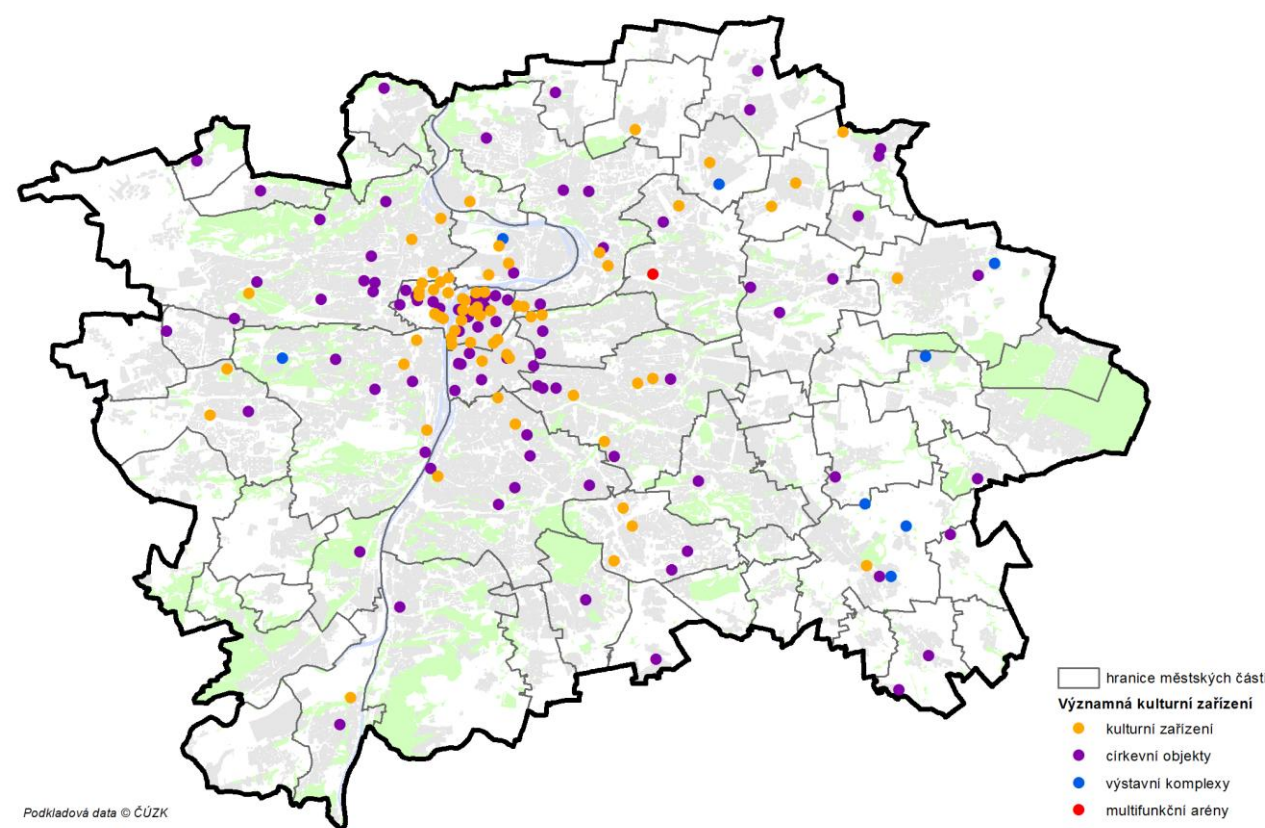 hranice městských částí
Významná kulturní zařízení
kulturní zařízení
církevní objekty
výstavní komplexy
multifunkční arény
Podkladová data © ČÚZK